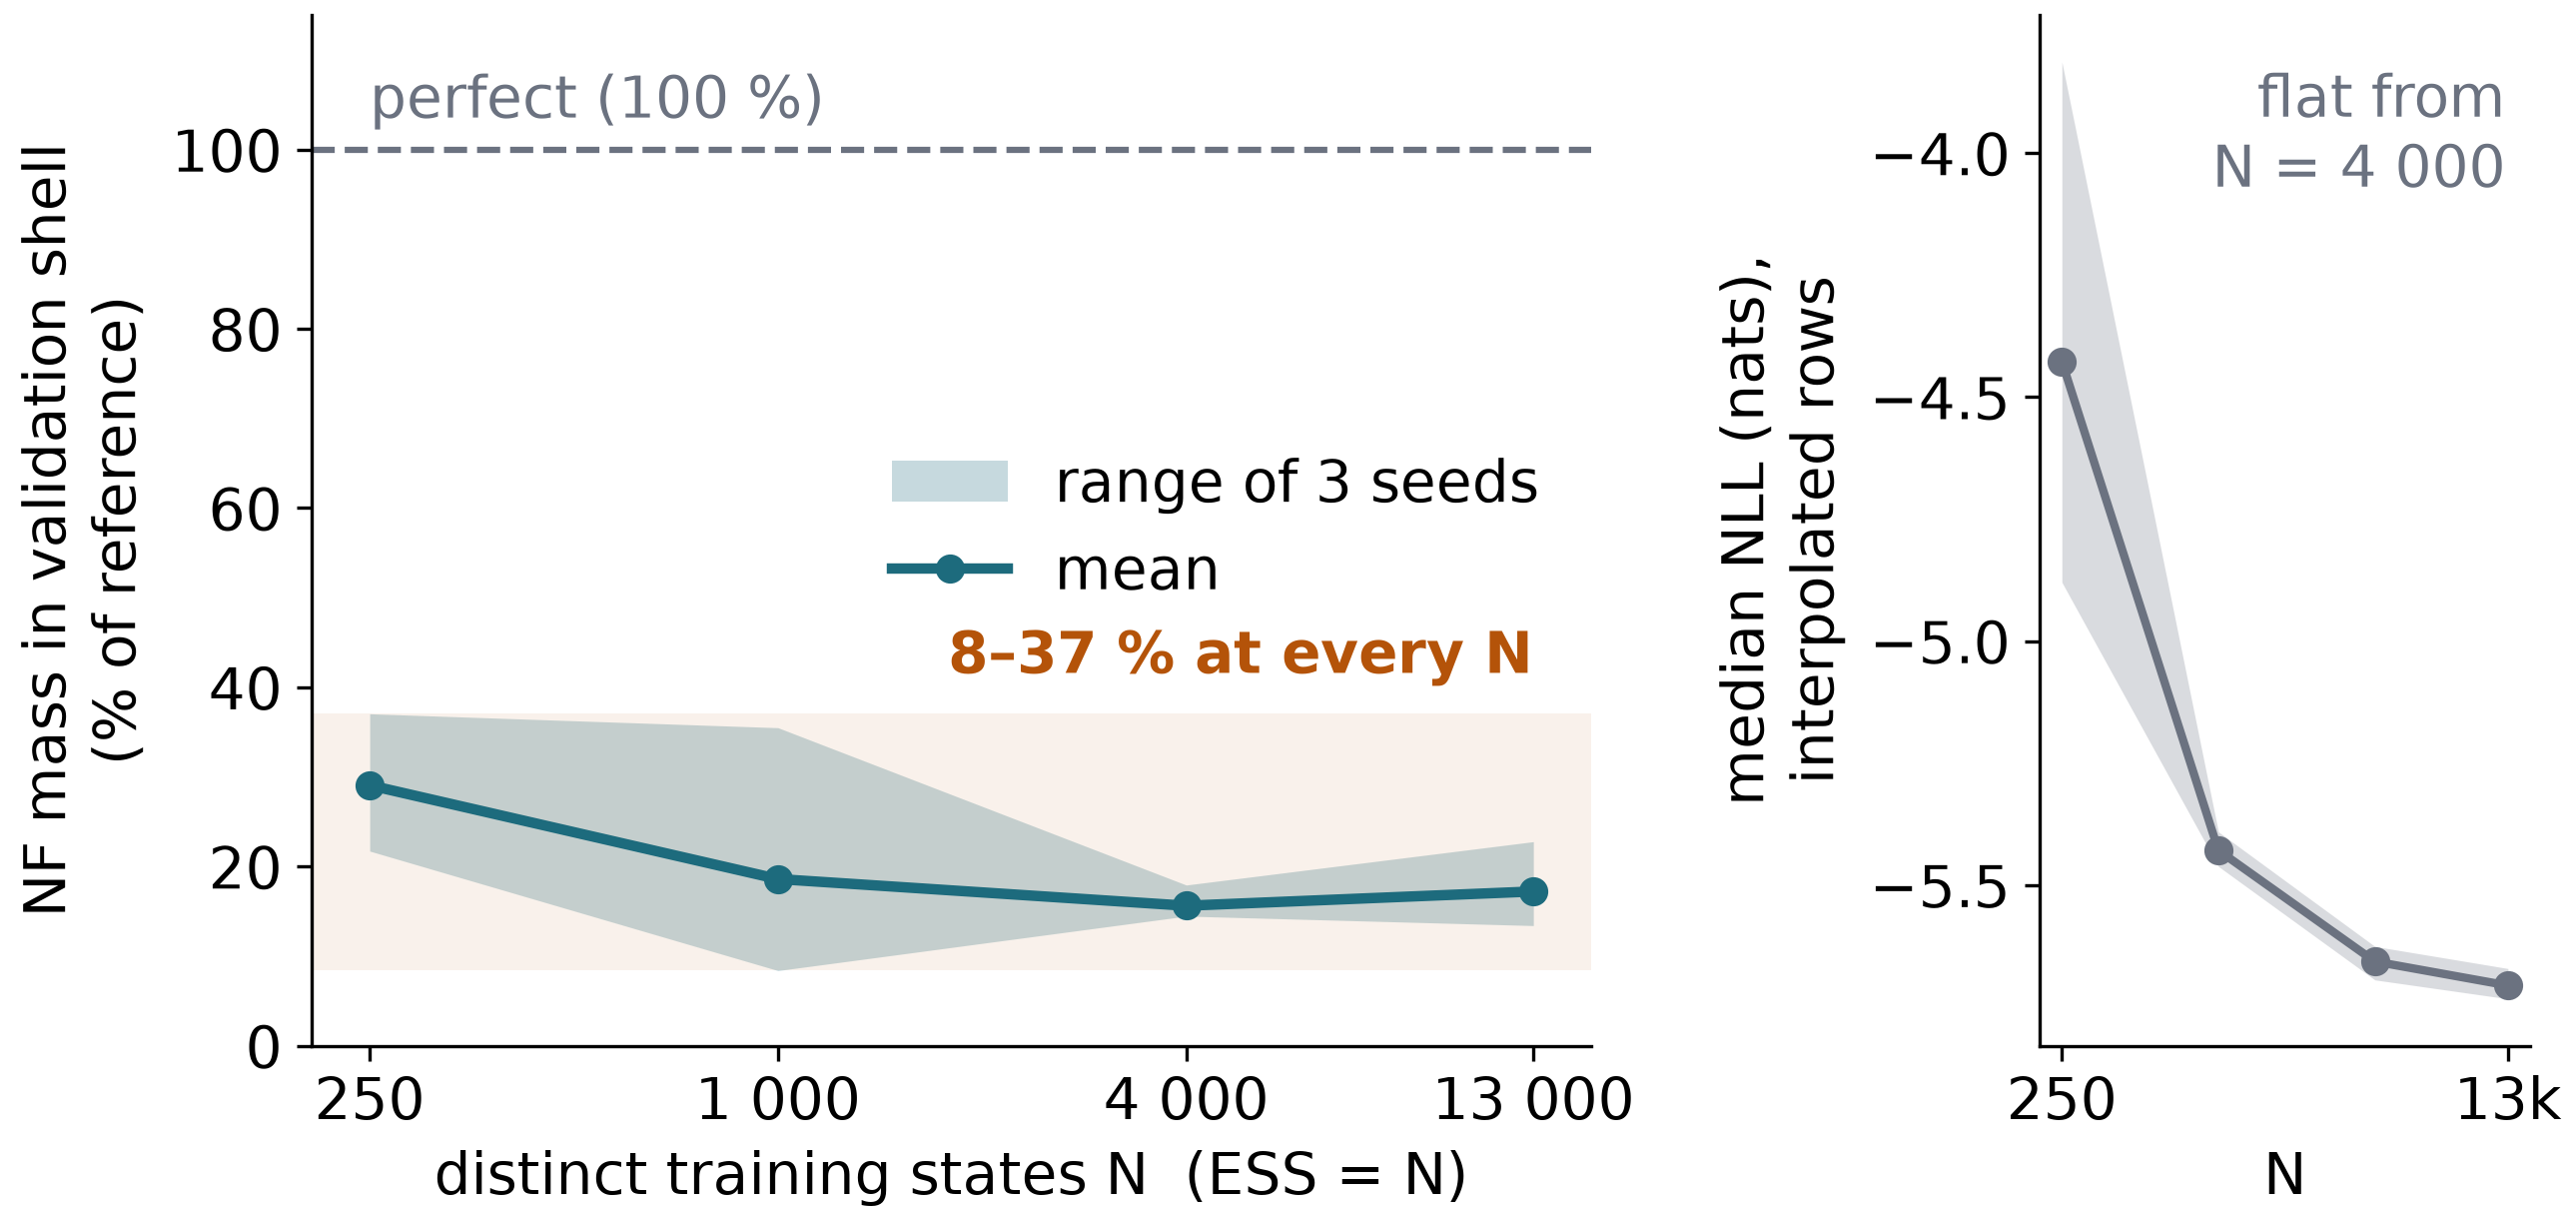 NF mass in validation shell
(% of reference)
100
80
60
40
20
0
perfect (100 %)
range of 3 seeds
mean
8–37 % at every N
250
1 000
4 000
13 000
distinct training states N (ESS = N)
median NLL (nats),
interpolated rows
−4.0
−4.5
−5.0
−5.5
flat from
N = 4 000
250
13k
N